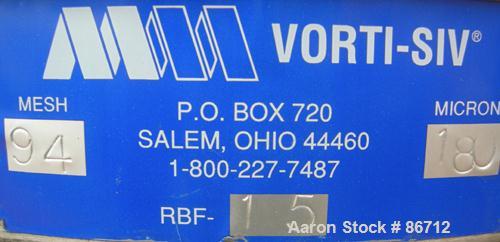 VORTI-SIV®
MESH
94
P.O. BOX 720
MICRON
180
SALEM, OHIO 44460
1-800-227-7487
RBF- 15
Aaron Stock # 86712